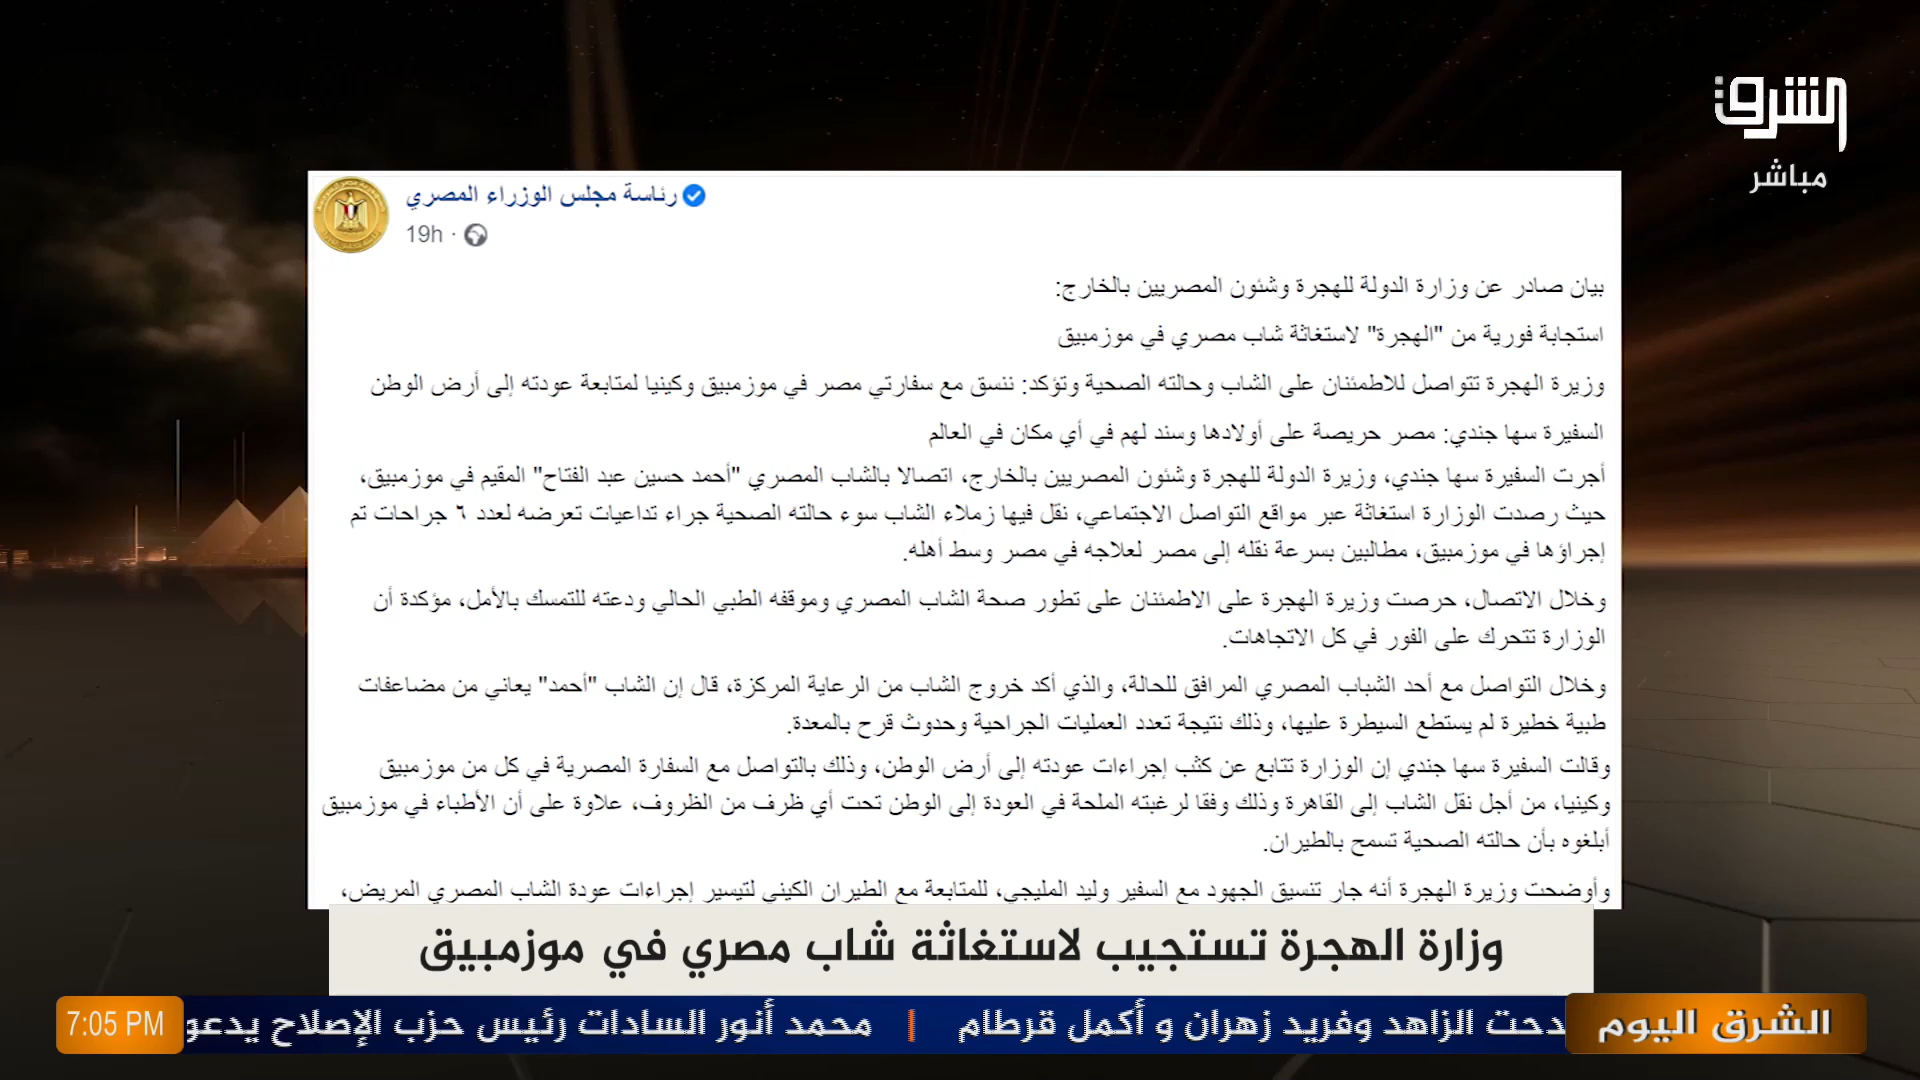 الشرق
مباشر
رئاسة مجلس الوزراء المصري
19h ·
بيان صادر عن وزارة الدولة للهجرة وشئون المصريين بالخارج:
استجابة فورية من "الهجرة" لاستغاثة شاب مصري في موزمبيق
وزيرة الهجرة تتواصل للاطمئنان على الشاب وحالته الصحية وتؤكد: ننسق مع سفارتي مصر في موزمبيق وكينيا لمتابعة عودته إلى أرض الوطن
السفيرة سها جندي: مصر حريصة على أولادها وسند لهم في أي مكان في العالم
أجرت السفيرة سها جندي، وزيرة الدولة للهجرة وشئون المصريين بالخارج، اتصالا بالشاب المصري "أحمد حسين عبد الفتاح" المقيم في موزمبيق،
حيث رصدت الوزارة استغاثة عبر مواقع التواصل الاجتماعي، نقل فيها زملاء الشاب سوء حالته الصحية جراء تداعيات تعرضه لعدد ٦ جراحات تم
إجراؤها في موزمبيق، مطالبين بسرعة نقله إلى مصر لعلاجه في مصر وسط أهله.
وخلال الاتصال، حرصت وزيرة الهجرة على الاطمئنان على تطور صحة الشاب المصري وموقفه الطبي الحالي ودعته للتمسك بالأمل، مؤكدة أن
الوزارة تتحرك على الفور في كل الاتجاهات.
وخلال التواصل مع أحد الشباب المصري المرافق للحالة، والذي أكد خروج الشاب من الرعاية المركزة، قال إن الشاب "أحمد" يعاني من مضاعفات
طبية خطيرة لم يستطع السيطرة عليها، وذلك نتيجة تعدد العمليات الجراحية وحدوث قرح بالمعدة.
وقالت السفيرة سها جندي إن الوزارة تتابع عن كثب إجراءات عودته إلى أرض الوطن، وذلك بالتواصل مع السفارة المصرية في كل من موزمبيق
وكينيا، من أجل نقل الشاب إلى القاهرة وذلك وفقا لرغبته الملحة في العودة إلى الوطن تحت أي ظرف من الظروف، علاوة على أن الأطباء في موزمبيق
أبلغوه بأن حالته الصحية تسمح بالطيران.
وأوضحت وزيرة الهجرة أنه جار تنسيق الجهود مع السفير وليد المليجي، للمتابعة مع الطيران الكيني لتيسير إجراءات عودة الشاب المصري المريض،
وزارة الهجرة تستجيب لاستغاثة شاب مصري في موزمبيق
الشرق اليوم
دحت الزاهد وفريد زهران و أكمل قرطام | محمد أنور السادات رئيس حزب الإصلاح يدعو
7:05 PM